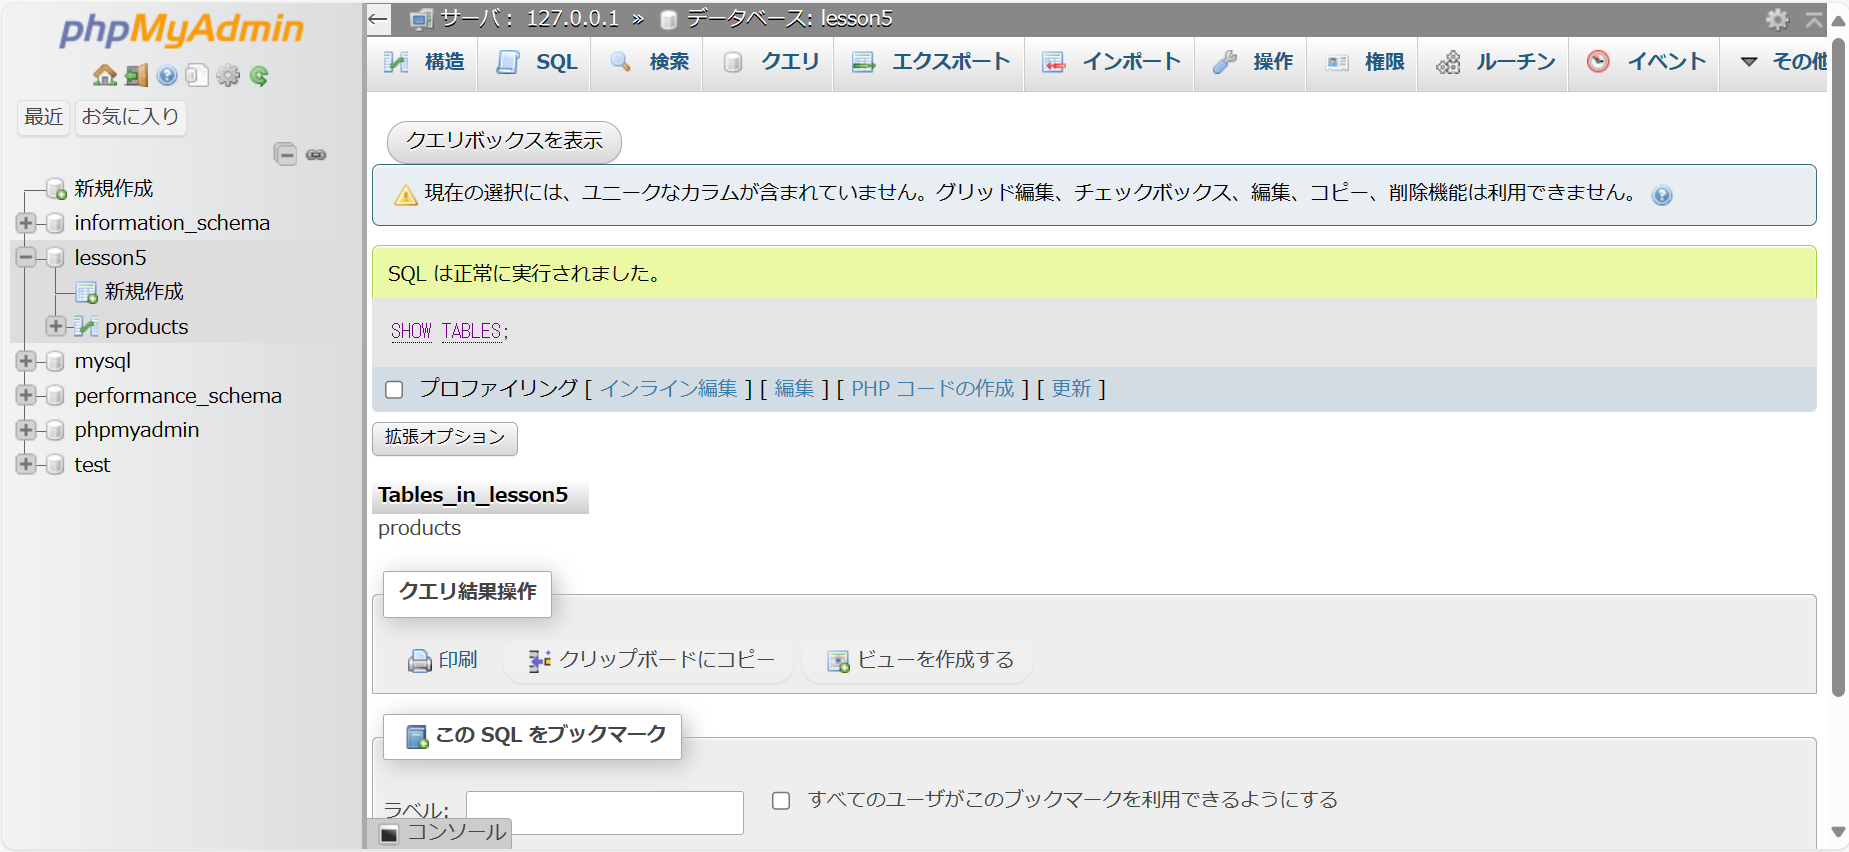 phpMyAdmin
最近 お気に入り
新規作成
information_schema
lesson5
新規作成
products
mysql
performance_schema
phpmyadmin
test
サーバ: 127.0.0.1 » データベース: lesson5
構造 SQL 検索 クエリ エクスポート インポート 操作 権限 ルーチン イベント その他
クエリボックスを表示
現在の選択には、ユニークなカラムが含まれていません。グリッド編集、チェックボックス、編集、コピー、削除機能は利用できません。
SQL は正常に実行されました。
SHOW TABLES;
プロファイリング [ インライン編集 ] [ 編集 ] [ PHP コードの作成 ] [ 更新 ]
拡張オプション
Tables_in_lesson5
products
クエリ結果操作
印刷 クリップボードにコピー ビューを作成する
この SQL をブックマーク
ラベル: すべてのユーザがこのブックマークを利用できるようにする
コンソール